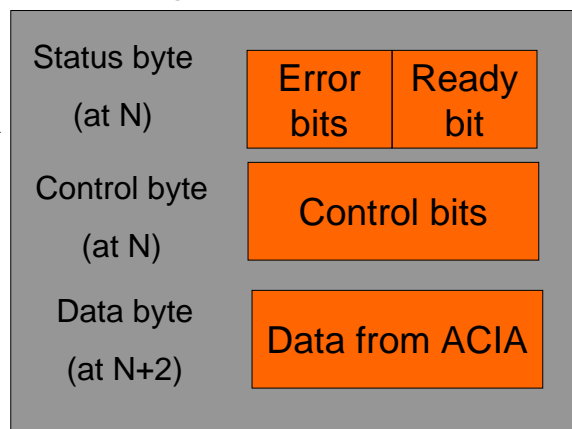 Status byte
(at N)
Error
bits
Ready
bit
Control byte
(at N)
Control bits
Data byte
(at N+2)
Data from ACIA